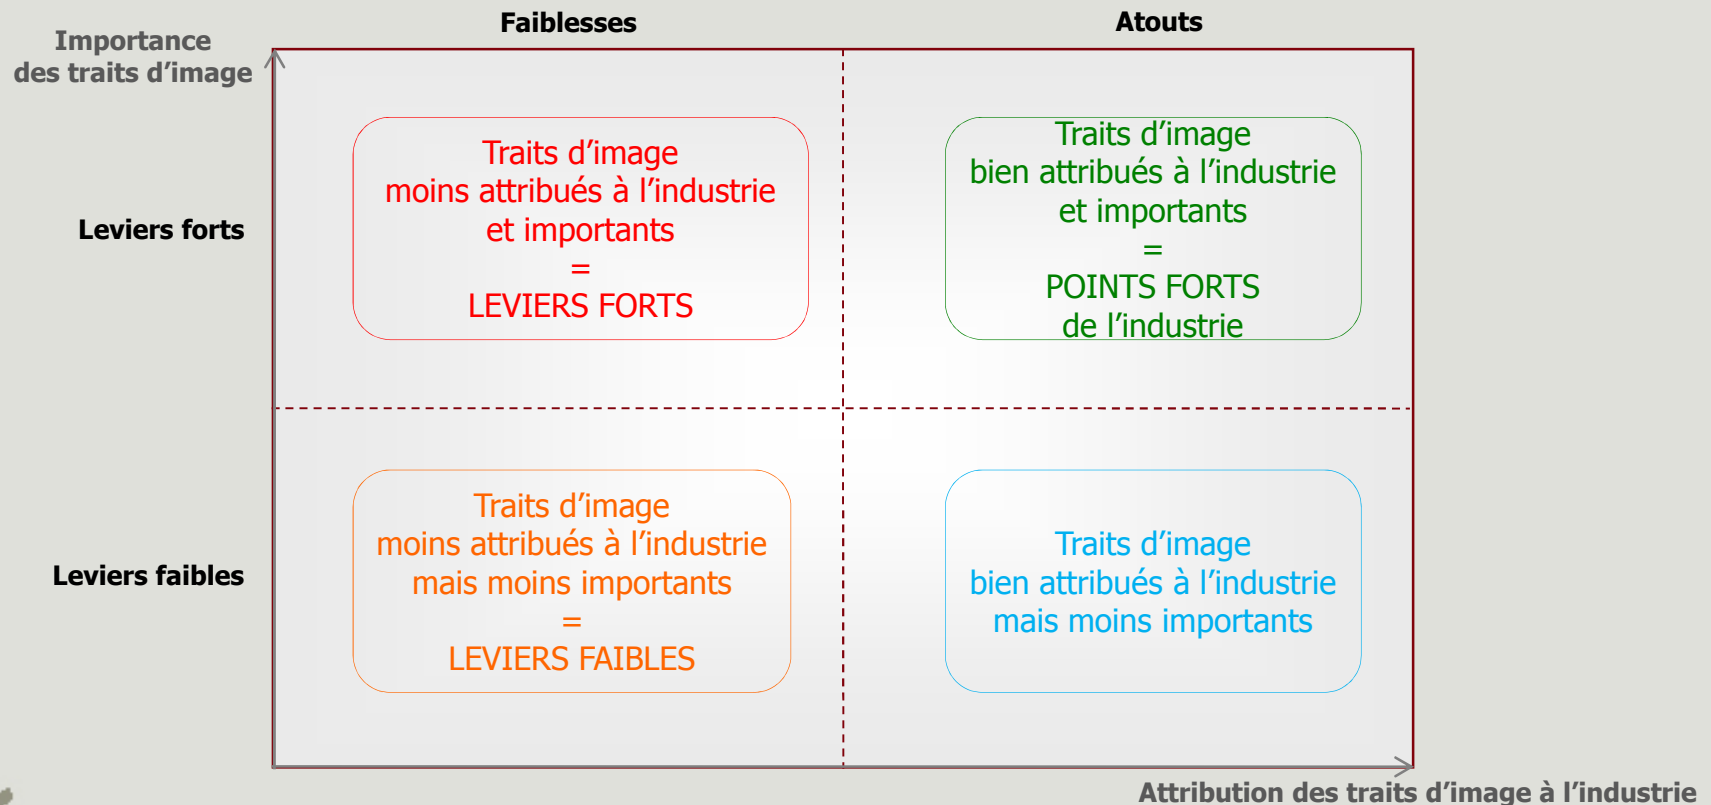 Faiblesses
Atouts
Importance
des traits d’image
Leviers forts
Traits d’image
moins attribués à l’industrie
et importants
=
LEVIERS FORTS
Traits d’image
bien attribués à l’industrie
et importants
=
POINTS FORTS
de l’industrie
Leviers faibles
Traits d’image
moins attribués à l’industrie
mais moins importants
=
LEVIERS FAIBLES
Traits d’image
bien attribués à l’industrie
mais moins importants
Attribution des traits d’image à l’industrie